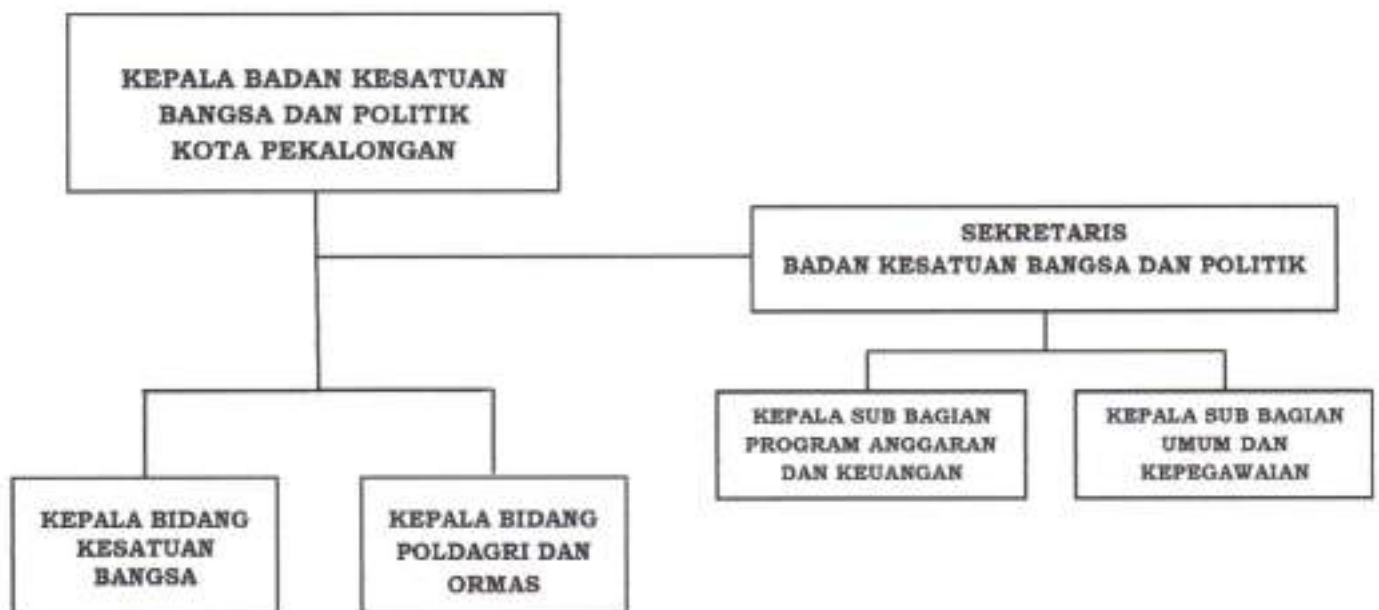 KEPALA BADAN KESATUAN
BANGSA DAN POLITIK
KOTA PEKALONGAN
SEKRETARIS
BADAN KESATUAN BANGSA DAN POLITIK
KEPALA SUB BAGIAN
PROGRAM ANGGARAN
DAN KEUANGAN
KEPALA SUB BAGIAN
UMUM DAN
KEPEGAWAIAN
KEPALA BIDANG
KESATUAN
BANGSA
KEPALA BIDANG
POLDAGRI DAN
ORMAS